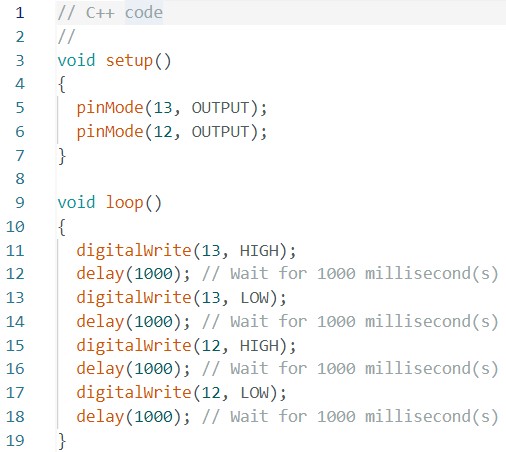 1 // C++ code
2 //
3 void setup()
4 {
5   pinMode(13, OUTPUT);
6   pinMode(12, OUTPUT);
7 }
8
9 void loop()
10 {
11   digitalWrite(13, HIGH);
12   delay(1000); // Wait for 1000 millisecond(s)
13   digitalWrite(13, LOW);
14   delay(1000); // Wait for 1000 millisecond(s)
15   digitalWrite(12, HIGH);
16   delay(1000); // Wait for 1000 millisecond(s)
17   digitalWrite(12, LOW);
18   delay(1000); // Wait for 1000 millisecond(s)
19 }